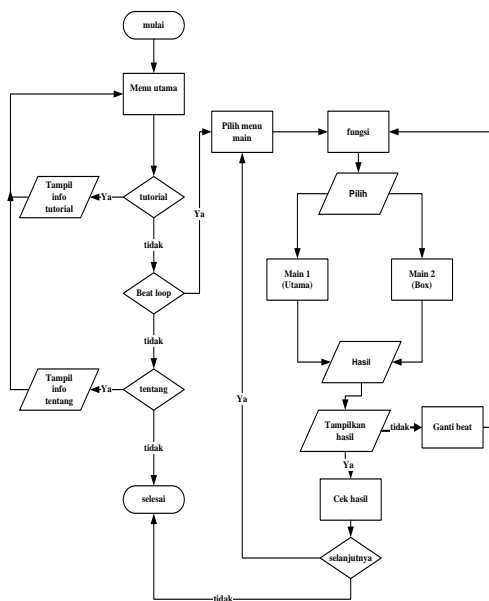 mulai
Menu utama
Pilih menu
main
fungsi
Tampil
info
tutorial
Ya
tutorial
Pilih
Ya
tidak
Main 1
(Utama)
Main 2
(Box)
Beat loop
tidak
Hasil
Tampil
info
tentang
Ya
tentang
Ya
Tampilkan
hasil
tidak
Ganti beat
tidak
Ya
selesai
Cek hasil
selanjutnya
tidak